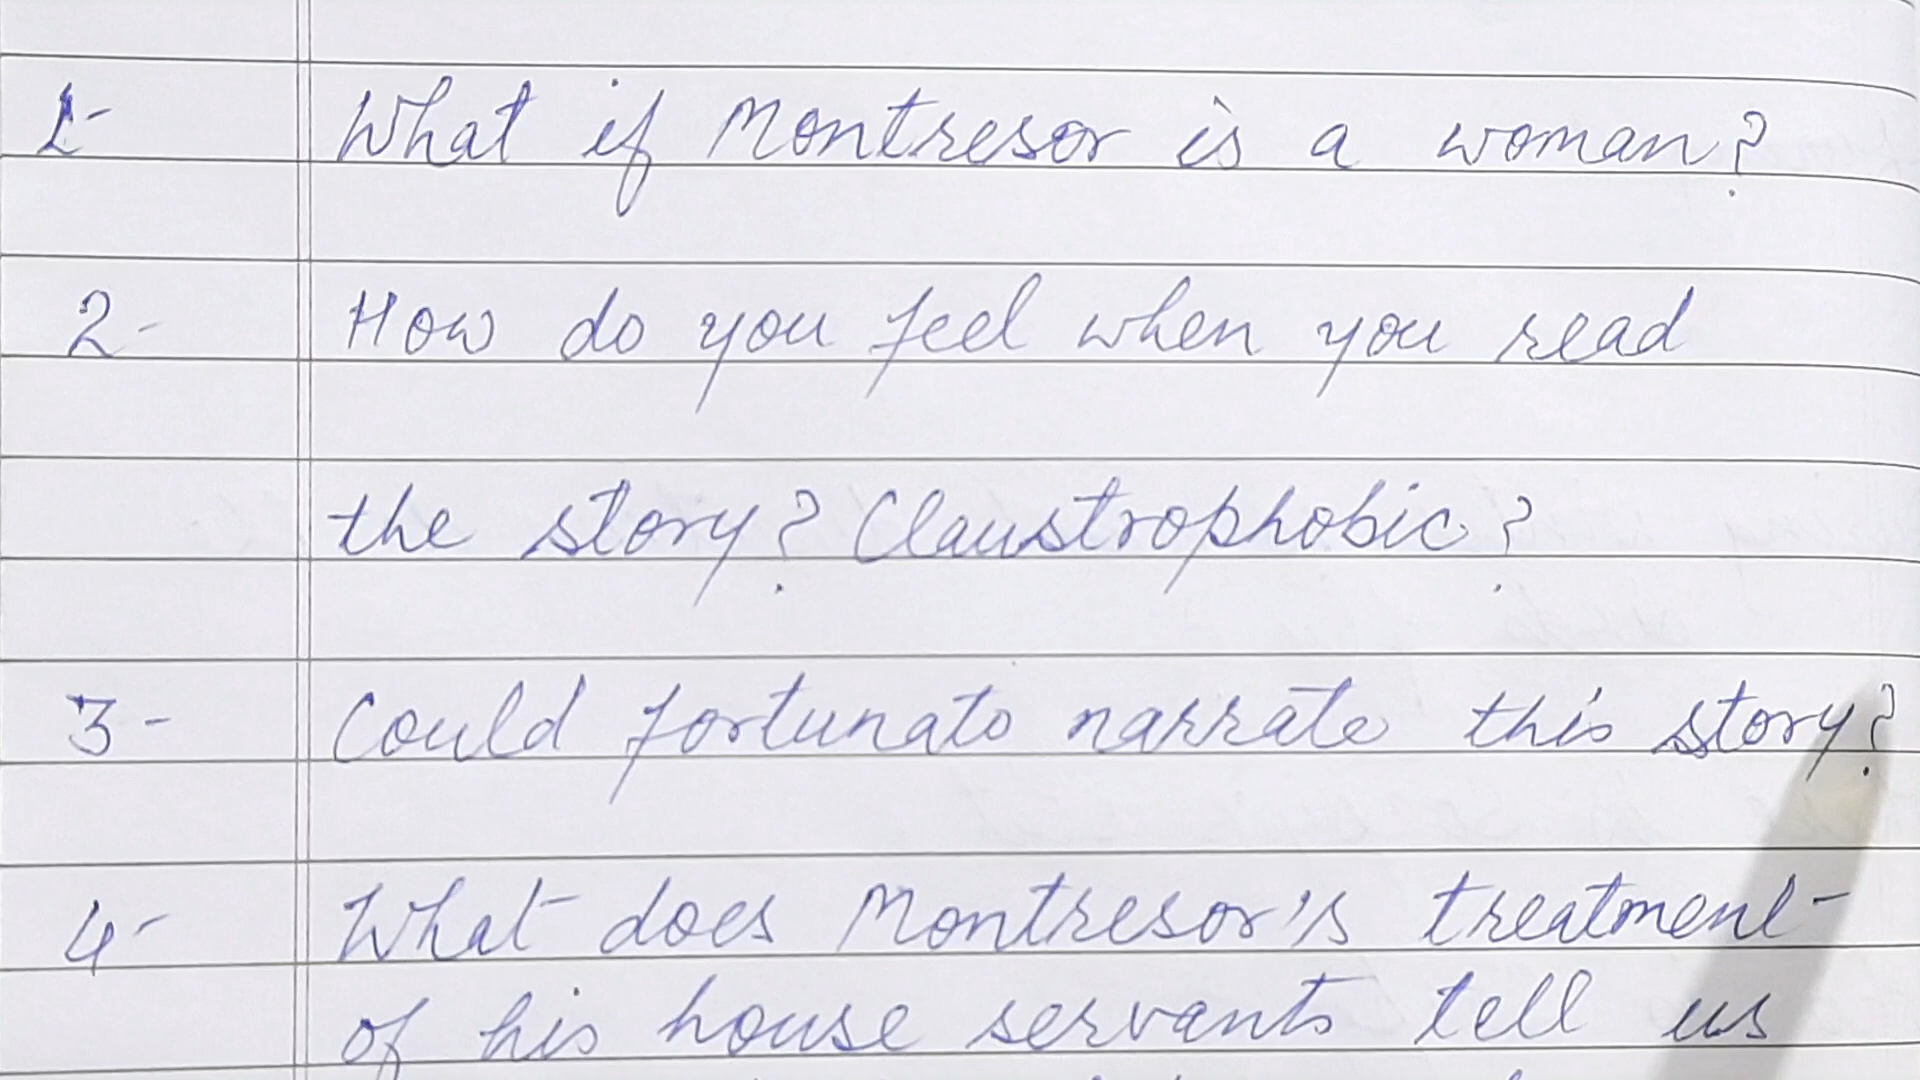 1- What if Montresor is a woman?
2- How do you feel when you read
the story? Claustrophobic?
3- Could fortunato narrate this story?
4- What does Montresor's treatment
of his house servants tell us